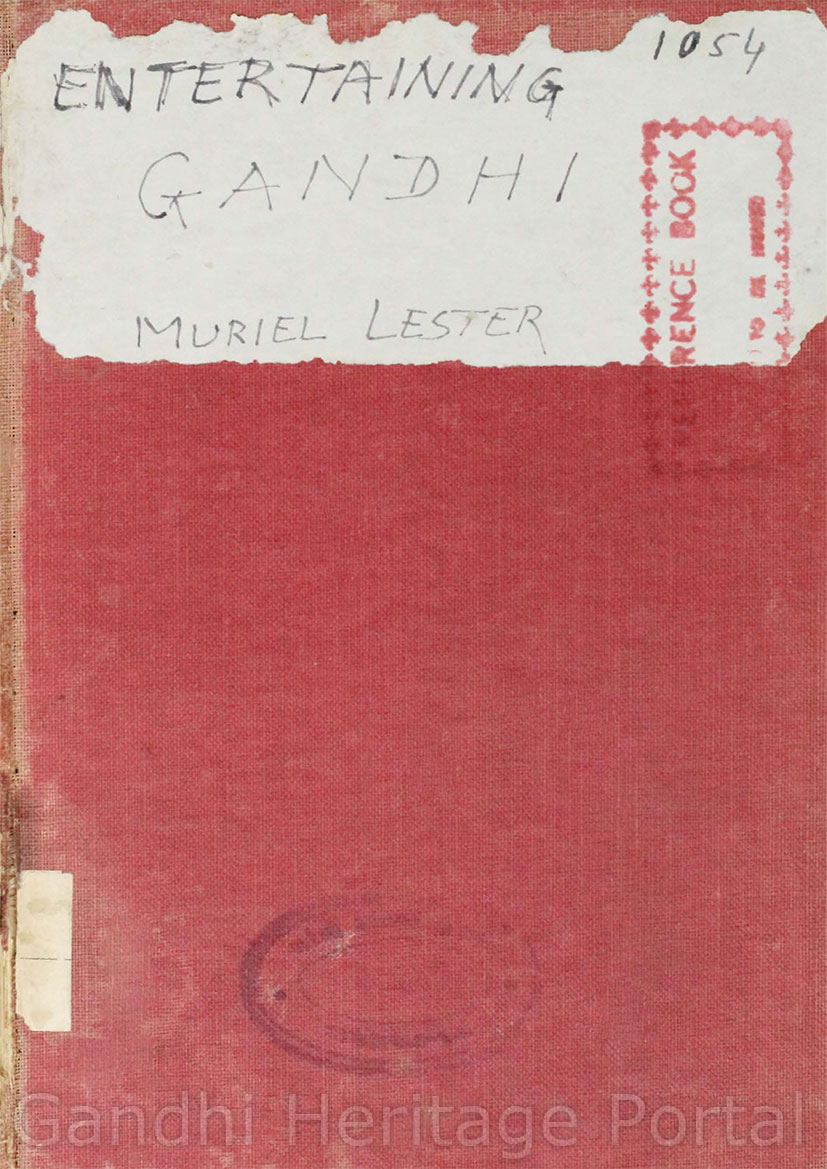 1054
ENTERTAINING
GANDHI
MURIEL LESTER
RENCE BOOK
Gandhi Heritage Portal